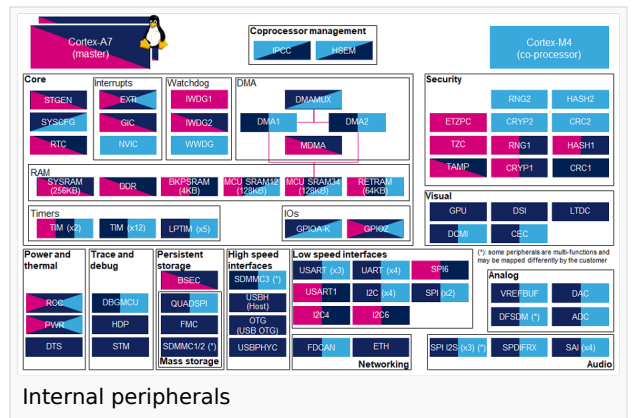 Cortex-A7
(master)
Coprocessor management
IPCC
HSEM
Cortex-M4
(co-processor)
Core
STGEN
SYSCFG
RTC
Interrupts
EXTI
GIC
NVIC
Watchdog
IWDG1
IWDG2
WWDG
DMA
DMAMUX
DMA1
DMA2
MDMA
Security
RNG2
HASH2
ETZPC
CRYP2
CRC2
TZC
RNG1
HASH1
TAMP
CRYP1
CRC1
RAM
SYSRAM
(256KB)
DDR
BKPSRAM
(4KB)
MCU SRAM12
(128KB)
MCU SRAM34
(128KB)
RETRAM
(64KB)
Timers
TIM (x2)
TIM (x12)
LPTIM (x5)
IOs
GPIOA-K
GPIOZ
Visual
GPU
DSI
LTDC
DCMI
CEC
Power and
thermal
RCC
PWR
DTS
Trace and
debug
DBGMCU
HDP
STM
Persistent
storage
BSEC
QUADSPI
FMC
SDMMC1/2 (*)
Mass storage
High speed
interfaces
SDMMC3 (*)
USBH
(Host)
OTG
(USB OTG)
USBPHYC
Low speed interfaces
USART (x3)
UART (x4)
SPI6
USART1
I2C (x4)
SPI (x2)
I2C4
I2C6
FDCAN
ETH
Networking
(*): some peripherals are multi-functions and
may be mapped differently by the customer
Analog
VREFBUF
DAC
DFSDM (*)
ADC
SPI I2S (x3) (*)
SPDIFRX
SAI (x4)
Audio
Internal peripherals